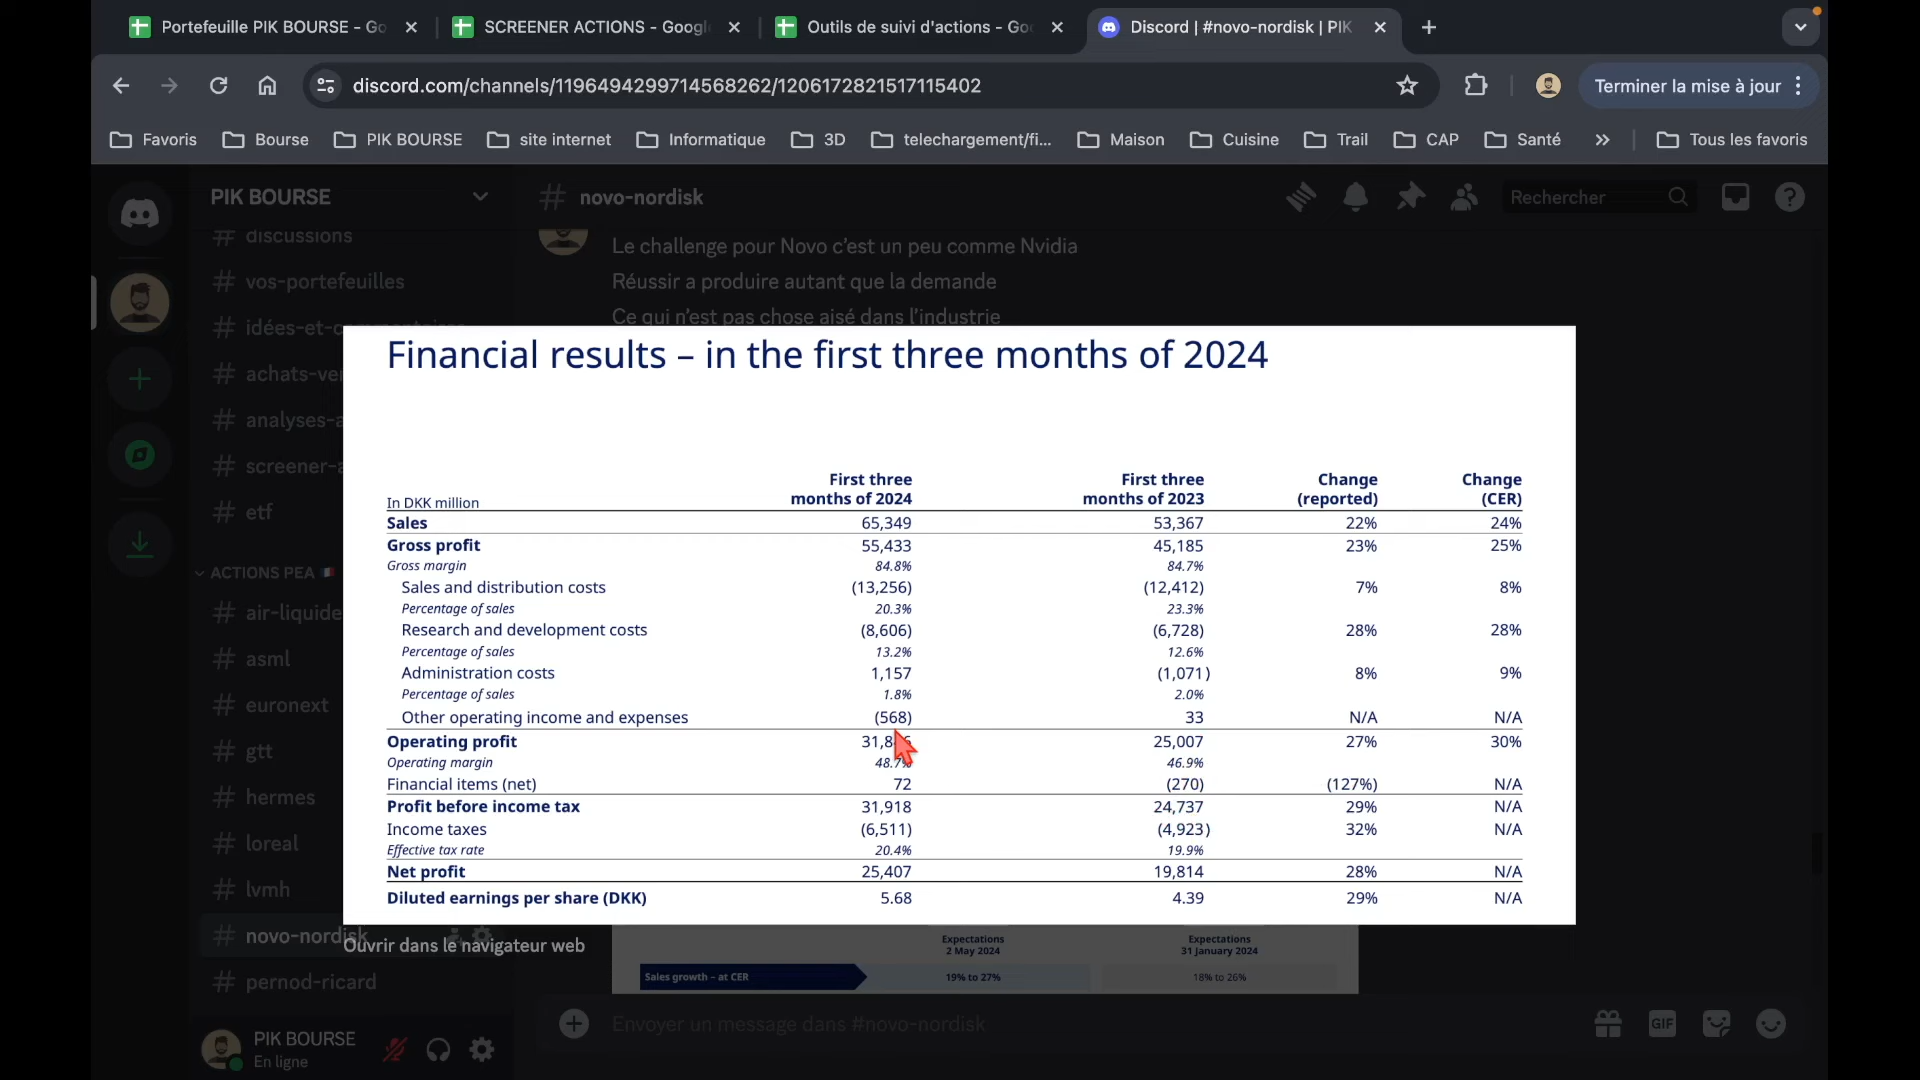 Portefeuille PIK BOURSE - Go
SCREENER ACTIONS - Googl
Outils de suivi d'actions - Go
Discord | #novo-nordisk | PIK
discord.com/channels/1196494299714568262/1206172821517115402
Terminer la mise à jour
Favoris
Bourse
PIK BOURSE
site internet
Informatique
3D
telechargement/fi...
Maison
Cuisine
Trail
CAP
Santé
Tous les favoris
PIK BOURSE
novo-nordisk
Rechercher
discussions
vos-portefeuilles
idées-et-commentaires
achats-ve
analyses-a
screener-a
etf
ACTIONS PEA
air-liquide
asml
euronext
gtt
hermes
loreal
lvmh
novo-nordisk
pernod-ricard
PIK BOURSE
En ligne
Le challenge pour Novo c'est un peu comme Nvidia
Réussir a produire autant que la demande
Ce qui n'est pas chose aisé dans l'industrie
Financial results – in the first three months of 2024
In DKK million First three months of 2024 First three months of 2023 Change (reported) Change (CER)
Sales 65,349 53,367 22% 24%
Gross profit 55,433 45,185 23% 25%
Gross margin 84.8% 84.7%
Sales and distribution costs (13,256) (12,412) 7% 8%
Percentage of sales 20.3% 23.3%
Research and development costs (8,606) (6,728) 28% 28%
Percentage of sales 13.2% 12.6%
Administration costs 1,157 (1,071) 8% 9%
Percentage of sales 1.8% 2.0%
Other operating income and expenses (568) 33 N/A N/A
Operating profit 25,007 27% 30%
Operating margin 48.7% 46.9%
Financial items (net) 72 (270) (127%) N/A
Profit before income tax 31,918 24,737 29% N/A
Income taxes (6,511) (4,923) 32% N/A
Effective tax rate 20.4% 19.9%
Net profit 25,407 19,814 28% N/A
Diluted earnings per share (DKK) 5.68 4.39 29% N/A
Ouvrir dans le navigateur web
Expectations 2 May 2024
Expectations 31 January 2024
Sales growth – at CER 19% to 27% 18% to 26%
Envoyer un message dans #novo-nordisk
GIF